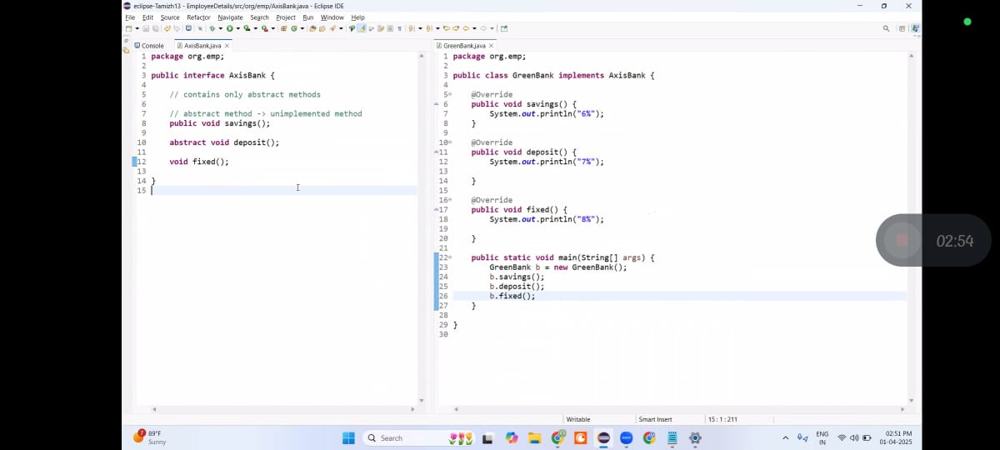 eclipse-Tamizh13 - EmployeeDetails/src/org/emp/AxisBank.java - Eclipse IDE
File Edit Source Refactor Navigate Search Project Run Window Help
Console AxisBank.java
1 package org.emp;
2
3 public interface AxisBank {
4
5 // contains only abstract methods
6
7 // abstract method -> unimplemented method
8 public void savings();
9
10 abstract void deposit();
11
12 void fixed();
13
14 }
15
GreenBank.java
1 package org.emp;
2
3 public class GreenBank implements AxisBank {
4
5 @Override
6 public void savings() {
7 System.out.println("6%");
8 }
9
10 @Override
11 public void deposit() {
12 System.out.println("7%");
13
14 }
15
16 @Override
17 public void fixed() {
18 System.out.println("8%");
19
20 }
21
22 public static void main(String[] args) {
23 GreenBank b = new GreenBank();
24 b.savings();
25 b.deposit();
26 b.fixed();
27 }
28
29 }
30
02:54
Writable Smart Insert 15:1:211
7
89°F
Sunny
Search
ENG
IN
02:51 PM
01-04-2025